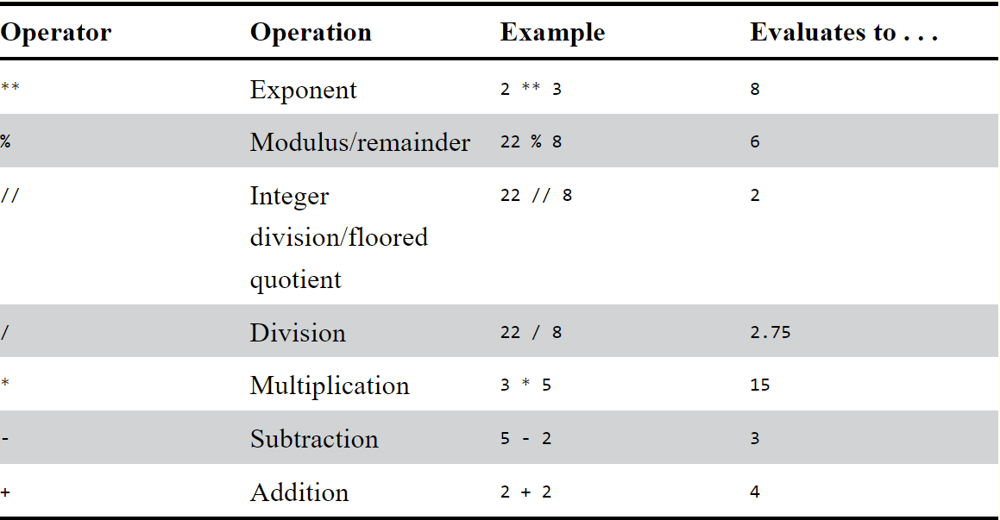 Operator Operation Example Evaluates to . . .
** Exponent 2 ** 3 8
% Modulus/remainder 22 % 8 6
// Integer 22 // 8 2
division/floored
quotient
/ Division 22 / 8 2.75
* Multiplication 3 * 5 15
- Subtraction 5 - 2 3
+ Addition 2 + 2 4